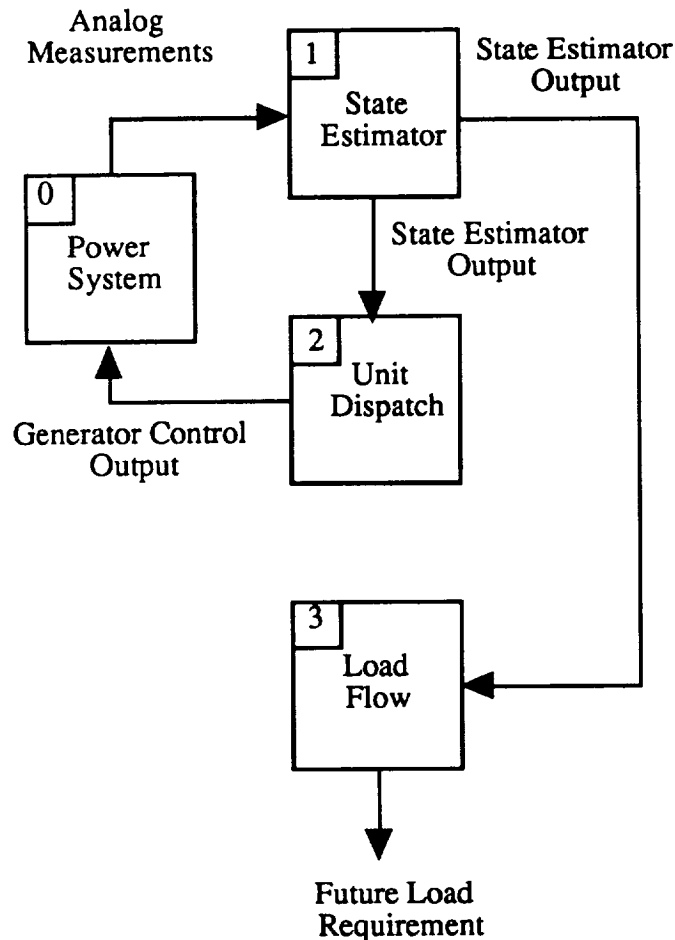 Analog
Measurements
1
State
Estimator
State Estimator
Output
0
Power
System
State Estimator
Output
2
Unit
Dispatch
Generator Control
Output
3
Load
Flow
Future Load
Requirement